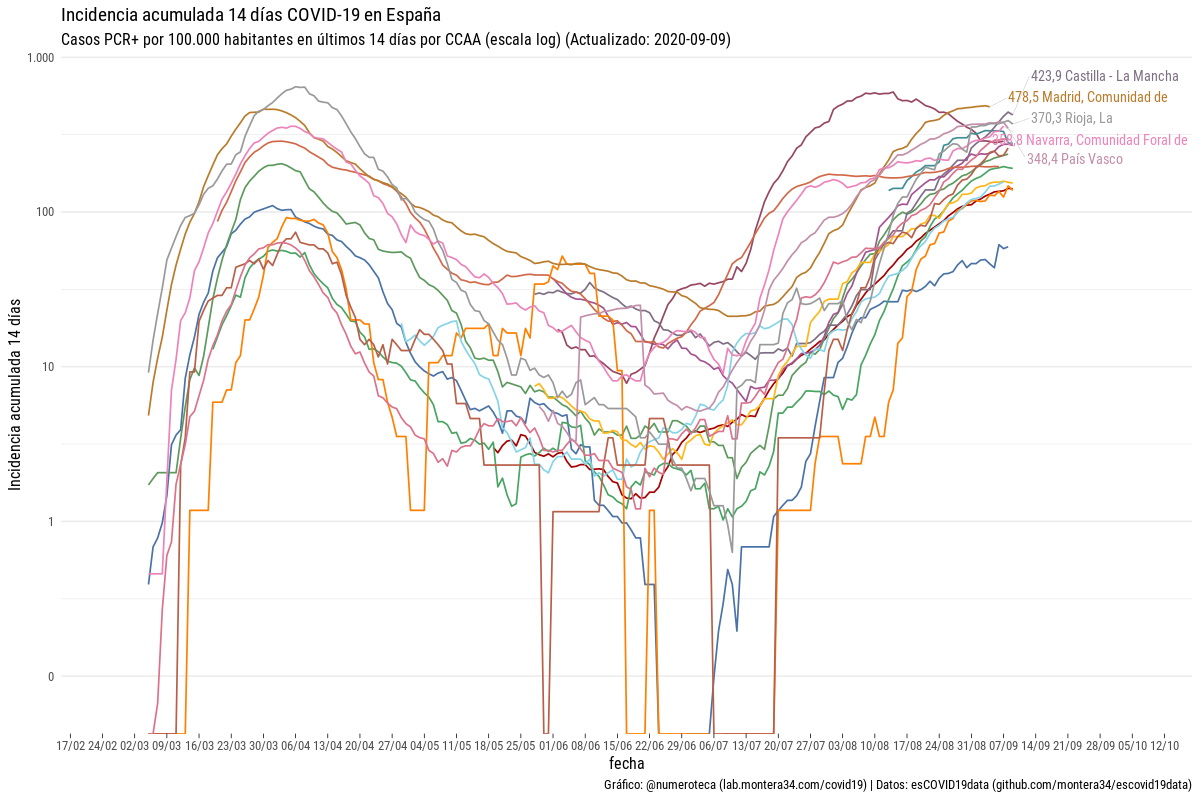 Incidencia acumulada 14 días COVID-19 en España
Casos PCR+ por 100.000 habitantes en últimos 14 días por CCAA (escala log) (Actualizado: 2020-09-09)
1.000
100
10
1
0
Incidencia acumulada 14 días
423,9 Castilla - La Mancha
478,5 Madrid, Comunidad de
370,3 Rioja, La
358,8 Navarra, Comunidad Foral de
348,4 País Vasco
17/02 24/02 02/03 09/03 16/03 23/03 30/03 06/04 13/04 20/04 27/04 04/05 11/05 18/05 25/05 01/06 08/06 15/06 22/06 29/06 6/07 13/07 20/07 27/07 03/08 10/08 17/08 24/08 31/08 07/09 14/09 21/09 28/09 05/10 12/10
fecha
Gráfico: @numeroteca (lab.montera34.com/covid19) | Datos: esCOVID19data (github.com/montera34/escovid19data)